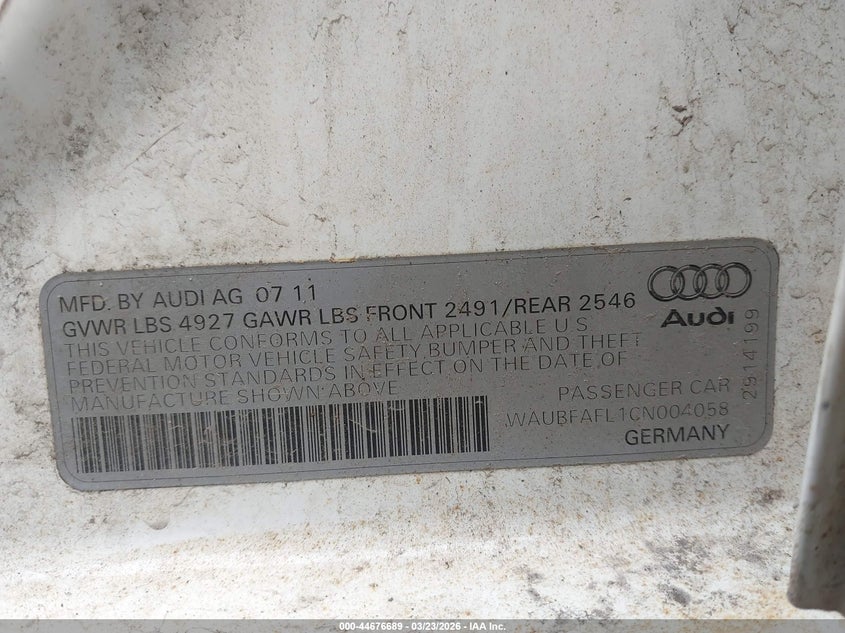 MFD. BY AUDI AG 07 11
GVWR LBS 4927 GAWR LBS FRONT 2491/REAR 2546
THIS VEHICLE CONFORMS TO ALL APPLICABLE U S
FEDERAL MOTOR VEHICLE SAFETY BUMPER AND THEFT
PREVENTION STANDARDS IN EFFECT ON THE DATE OF
MANUFACTURE SHOWN ABOVE
Audi
PASSENGER CAR
WAUBFAFL1CN004058
GERMANY
2914199
000-44676689 - 03/23/2026 - IAA Inc.